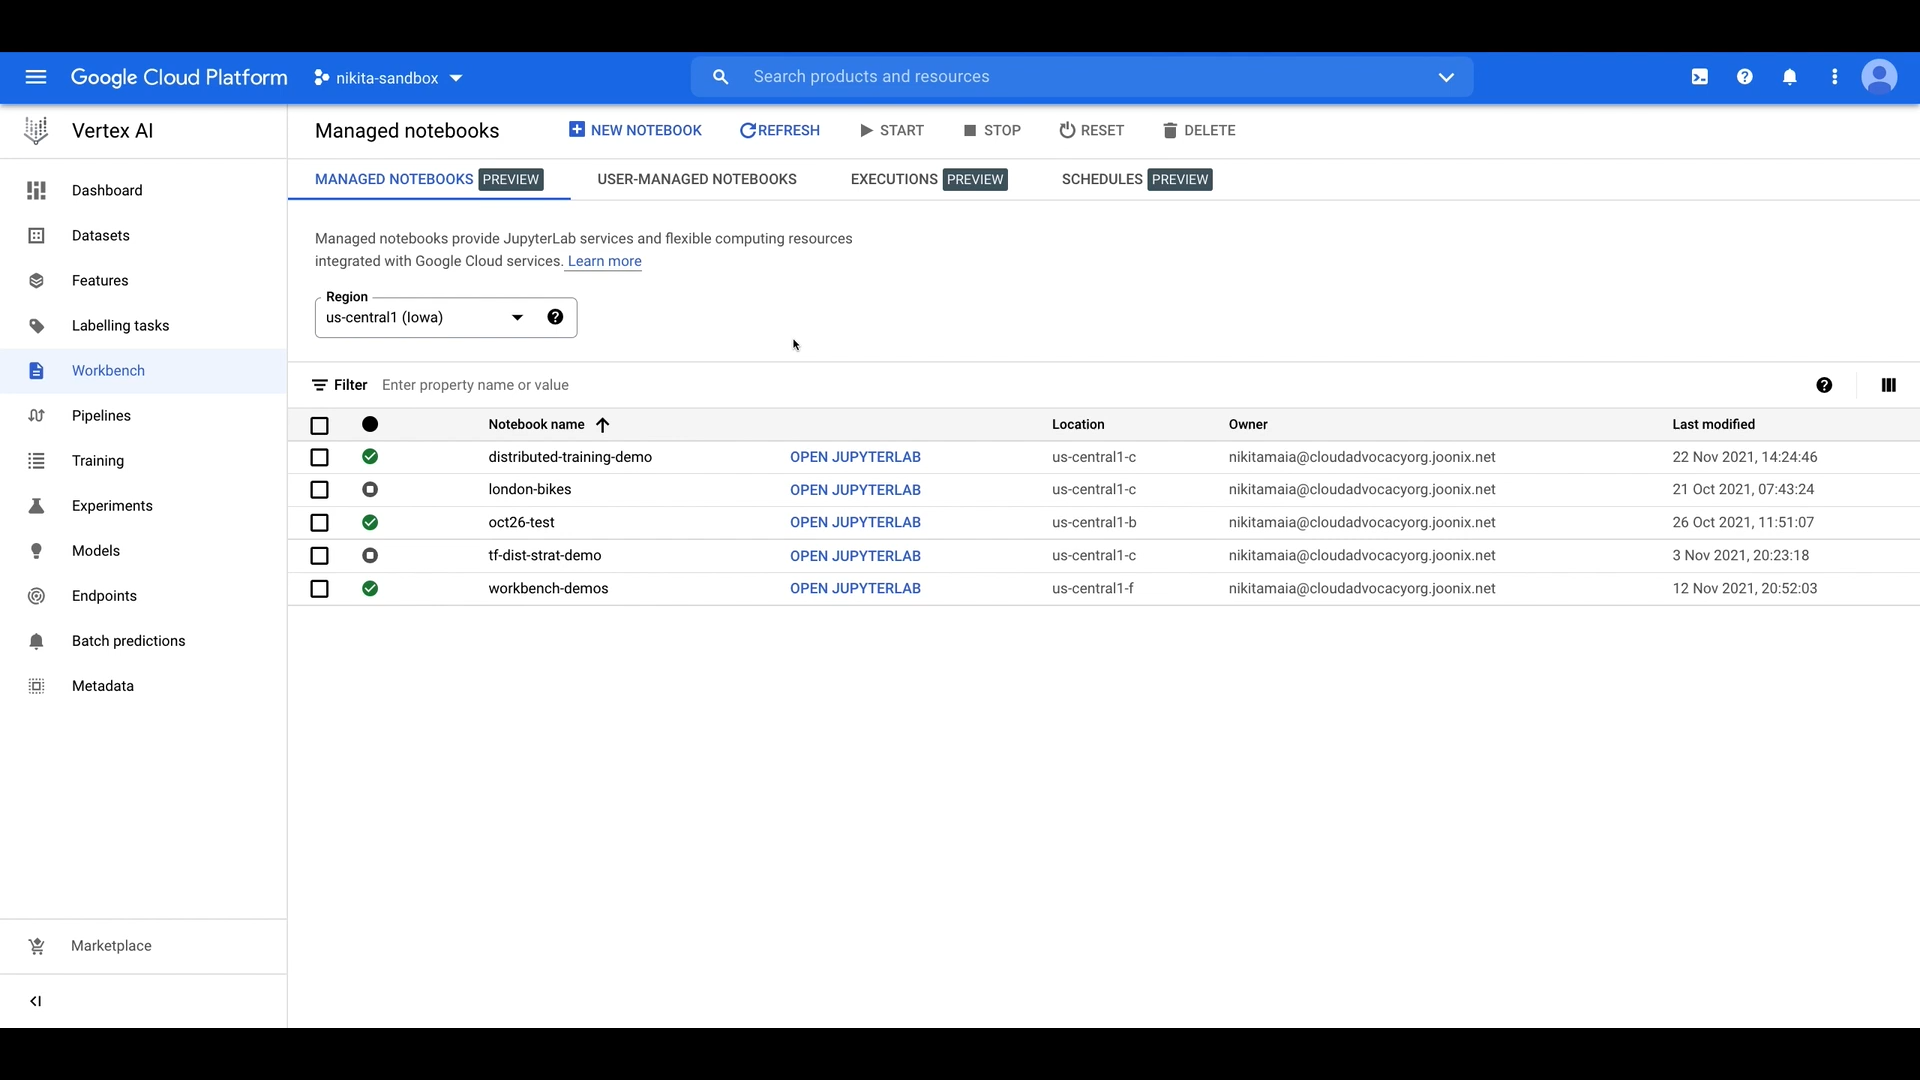 Google Cloud Platform
nikita-sandbox
Search products and resources
Vertex AI
Managed notebooks
NEW NOTEBOOK
REFRESH
START
STOP
RESET
DELETE
Dashboard
Datasets
Features
Labelling tasks
Workbench
Pipelines
Training
Experiments
Models
Endpoints
Batch predictions
Metadata
Marketplace
MANAGED NOTEBOOKS PREVIEW
USER-MANAGED NOTEBOOKS
EXECUTIONS PREVIEW
SCHEDULES PREVIEW
Managed notebooks provide JupyterLab services and flexible computing resources
integrated with Google Cloud services. Learn more
Region
us-central1 (Iowa)
Filter Enter property name or value
Notebook name Location Owner Last modified
distributed-training-demo OPEN JUPYTERLAB us-central1-c nikitamaia@cloudadvocacyorg.joonix.net 22 Nov 2021, 14:24:46
london-bikes OPEN JUPYTERLAB us-central1-c nikitamaia@cloudadvocacyorg.joonix.net 21 Oct 2021, 07:43:24
oct26-test OPEN JUPYTERLAB us-central1-b nikitamaia@cloudadvocacyorg.joonix.net 26 Oct 2021, 11:51:07
tf-dist-strat-demo OPEN JUPYTERLAB us-central1-c nikitamaia@cloudadvocacyorg.joonix.net 3 Nov 2021, 20:23:18
workbench-demos OPEN JUPYTERLAB us-central1-f nikitamaia@cloudadvocacyorg.joonix.net 12 Nov 2021, 20:52:03